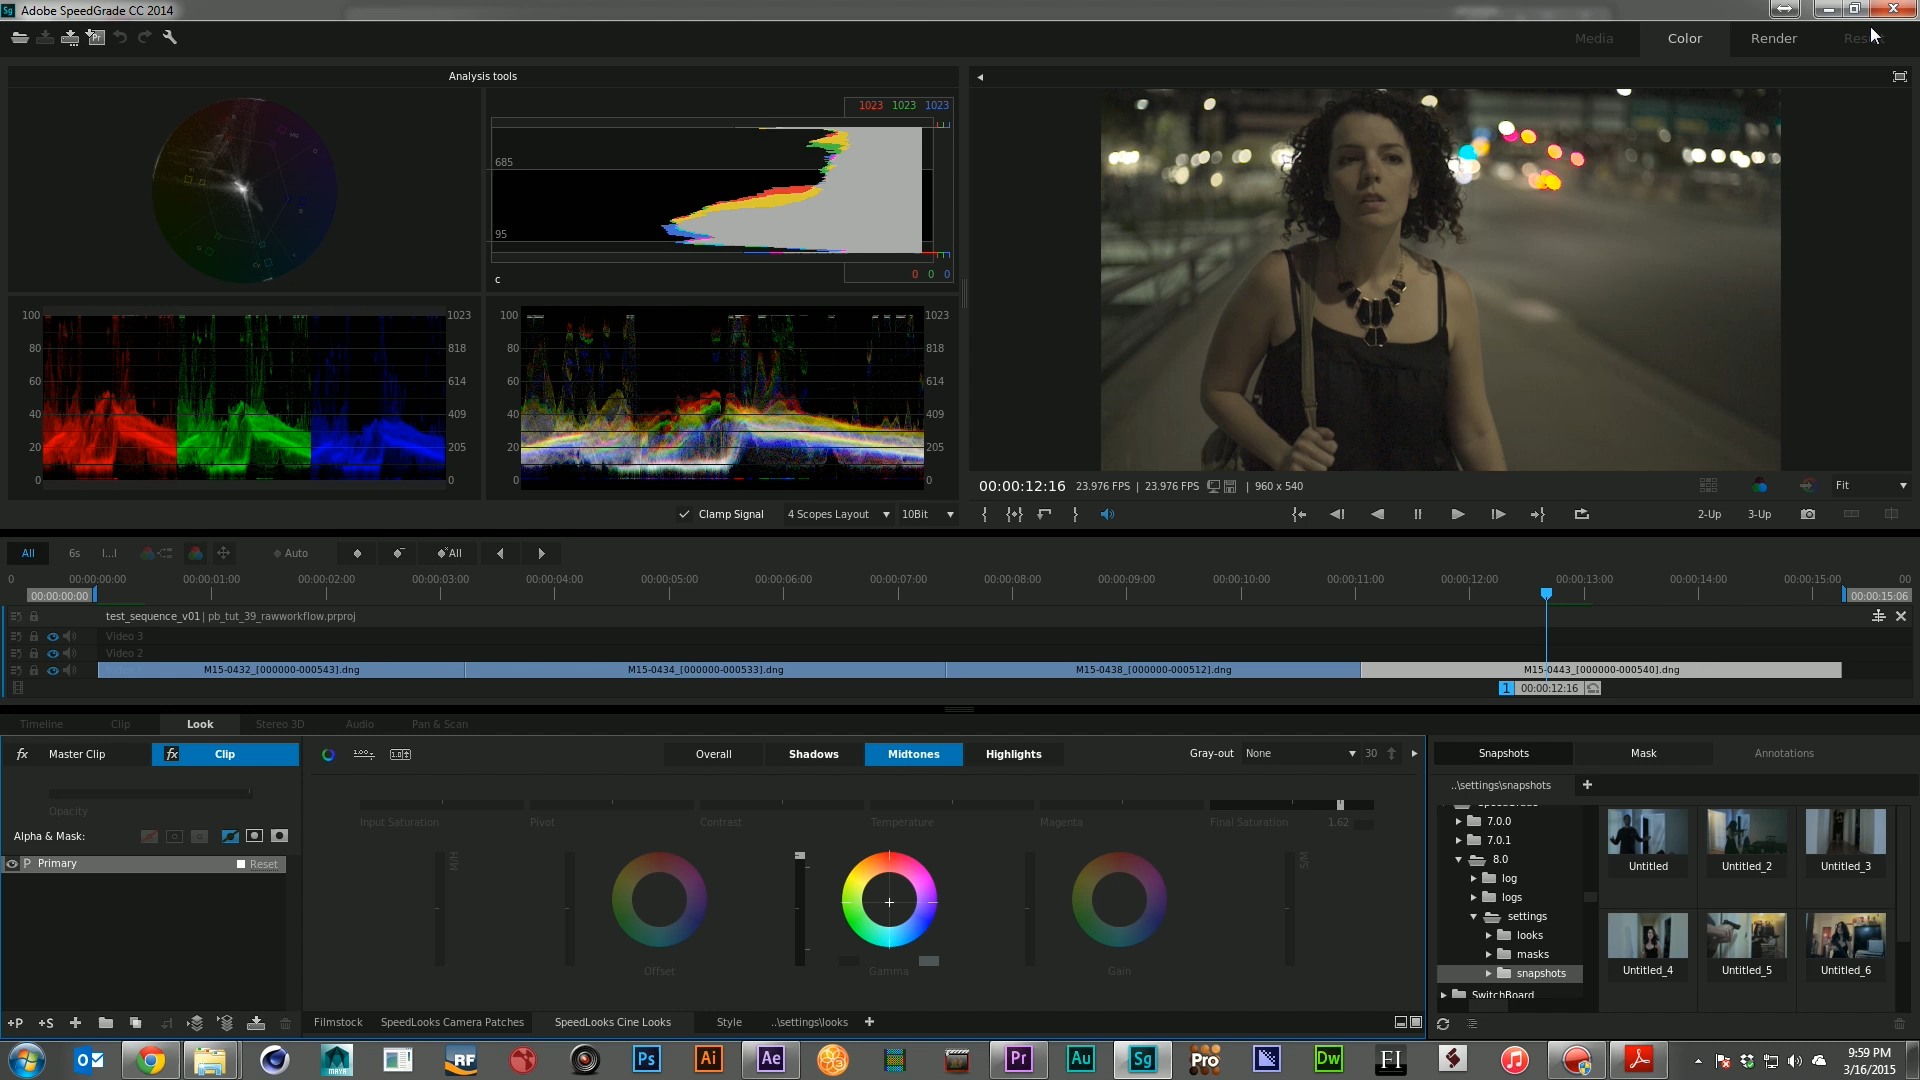 Adobe SpeedGrade CC 2014
Media
Color
Render
Analysis tools
1023 1023 1023
685
95
0 0 0
c
100 80 60 40 20 0
1023 818 614 409 205 0
100 80 60 40 20 0
1023 818 614 409 205 0
Clamp Signal
4 Scopes Layout
10Bit
00:00:12:16
23.976 FPS | 23.976 FPS
| 960 x 540
Fit
2-Up
3-Up
All
6s
I...I
Auto
All
0 00:00:00:00 00:00:01:00 00:00:02:00 00:00:03:00 00:00:04:00 00:00:05:00 00:00:06:00 00:00:07:00 00:00:08:00 00:00:09:00 00:00:10:00 00:00:11:00 00:00:12:00 00:00:13:00 00:00:14:00 00:00:15:00 00
00:00:00:00
00:00:15:06
test_sequence_v01 | pb_tut_39_rawworkflow.prproj
Video 3
Video 2
M15-0432_[000000-000543].dng
M15-0434_[000000-000533].dng
M15-0438_[000000-000512].dng
M15-0443_[000000-000540].dng
1 00:00:12:16
Timeline
Clip
Look
Stereo 3D
Audio
Pan & Scan
fx Master Clip
fx Clip
Opacity
Alpha & Mask:
P Primary
Reset
+P
+S
Overall
Shadows
Midtones
Highlights
Gray-out
None
30
Input Saturation
Pivot
Contrast
Temperature
Magenta
Final Saturation
1.62
M/H
S/M
Offset
Gamma
Gain
Filmstock
SpeedLooks Camera Patches
SpeedLooks Cine Looks
Style
..\settings\looks
Snapshots
Mask
Annotations
..\settings\snapshots
7.0.0
7.0.1
8.0
log
logs
settings
looks
masks
snapshots
SwitchBoard
Untitled
Untitled_2
Untitled_3
Untitled_4
Untitled_5
Untitled_6
MAYA
RF
Ps
Ai
Ae
Pr
Au
Sg
Pro
Dw
FI
9:59 PM
3/16/2015